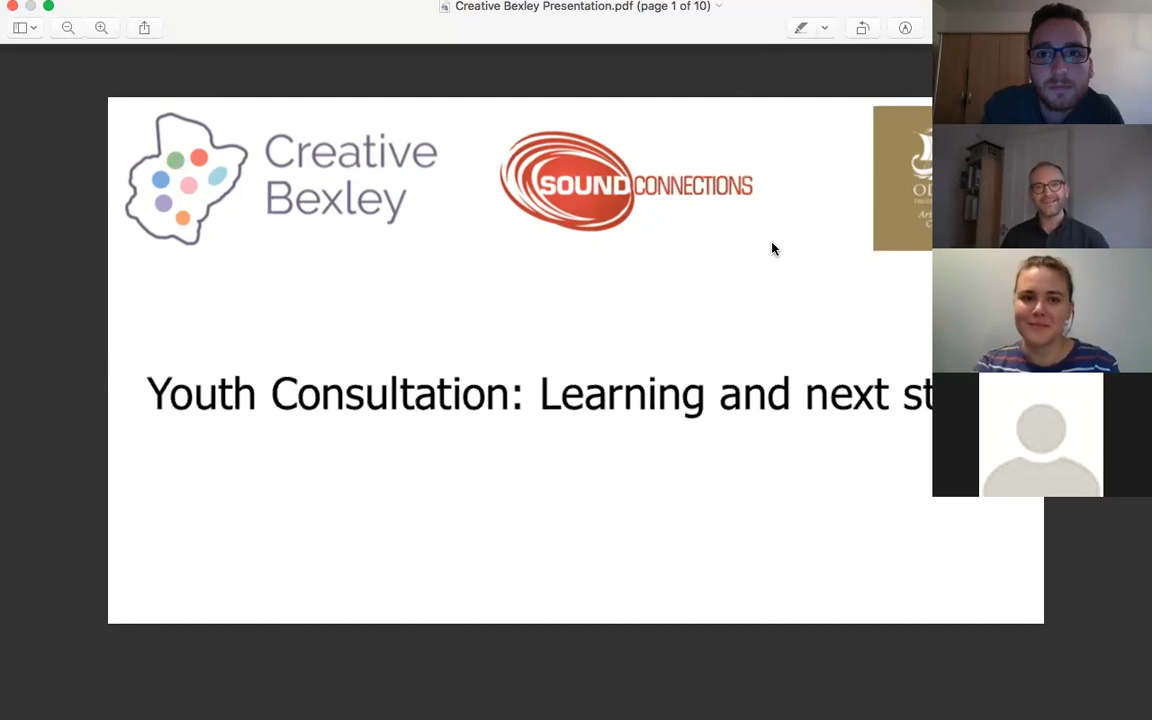 Creative Bexley Presentation.pdf (page 1 of 10)
Creative
Bexley
SOUNDCONNECTIONS
Youth Consultation: Learning and next st